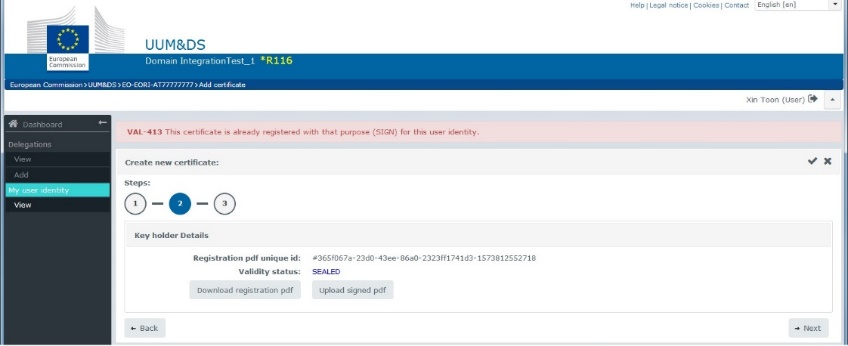 Help | Legal notice | Cookies | Contact English [en]
European
Commission
UUM&DS
Domain IntegrationTest_1 *R116
European Commission > UUM&DS > EO-EORI-AT77777777 > Add certificate
Xin Toon (User)
Dashboard
Delegations
View
Add
My user identity
View
VAL-413 This certificate is already registered with that purpose (SIGN) for this user identity.
Create new certificate:
Steps:
1 2 3
Key holder Details
Registration pdf unique id: #365f067a-23d0-43ee-86a0-2323ff1741d3-1573812552718
Validity status: SEALED
Download registration pdf Upload signed pdf
← Back → Next